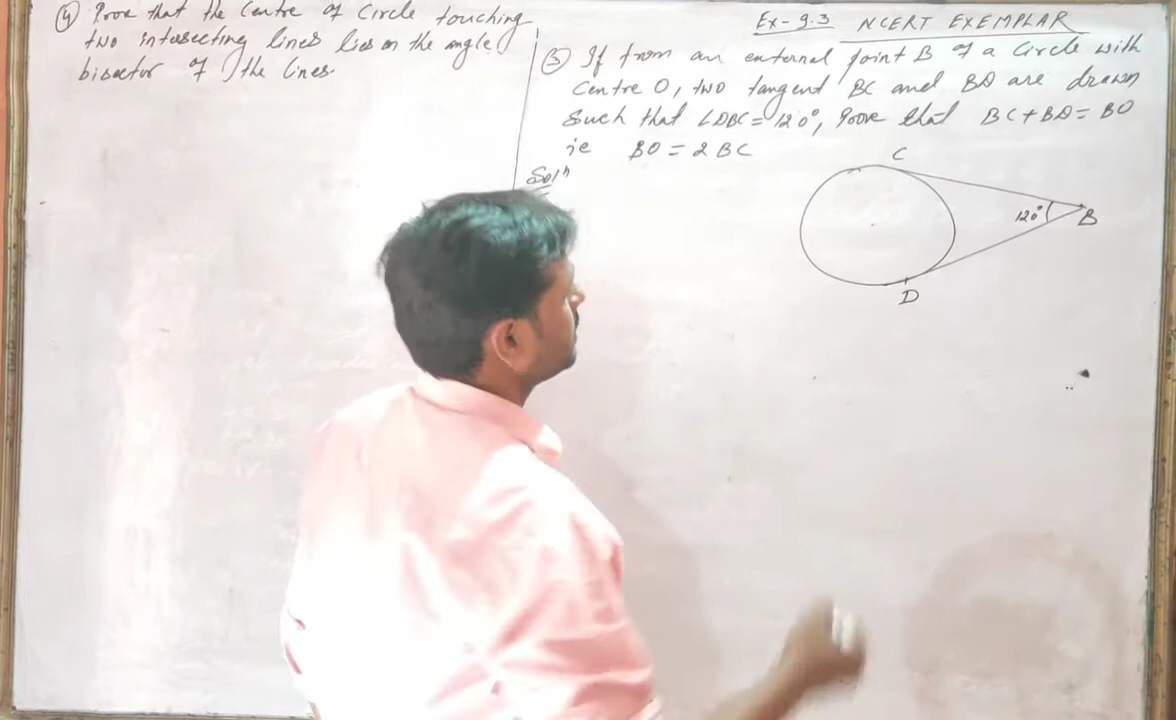 (4) Prove that the Centre of Circle touching
two intersecting lines lies on the angle
bisector of the lines.
Ex-9.3 NCERT EXEMPLAR
(3) If from an external point B of a Circle with
Centre O, two tangent BC and BD are drawn
Such that ∠DBC = 120°, Prove that BC+BD = BO
ie BO = 2BC
Solⁿ
C
120°
B
D